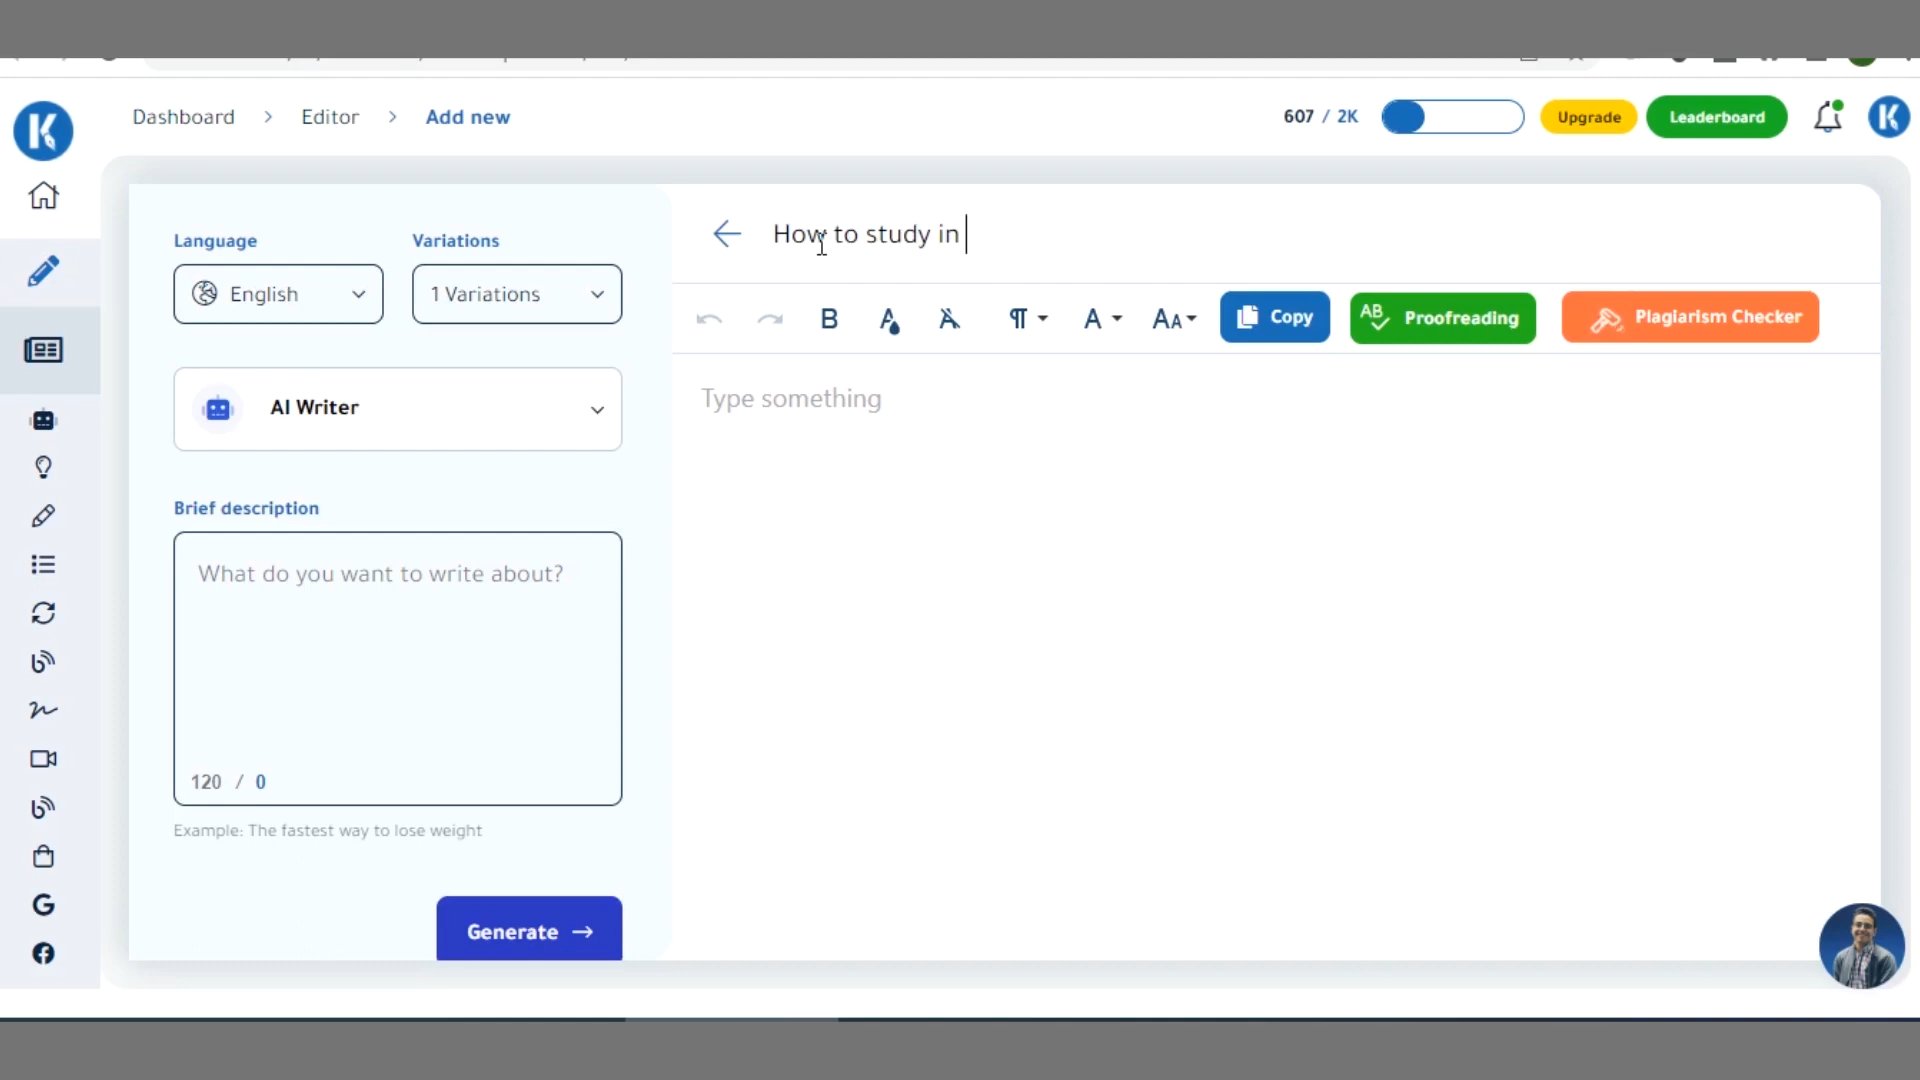 Dashboard > Editor > Add new
607 / 2K
Upgrade
Leaderboard
Language
Variations
English
1 Variations
AI Writer
Brief description
What do you want to write about?
120 / 0
Example: The fastest way to lose weight
Generate →
How to study in
Copy
Proofreading
Plagiarism Checker
Type something